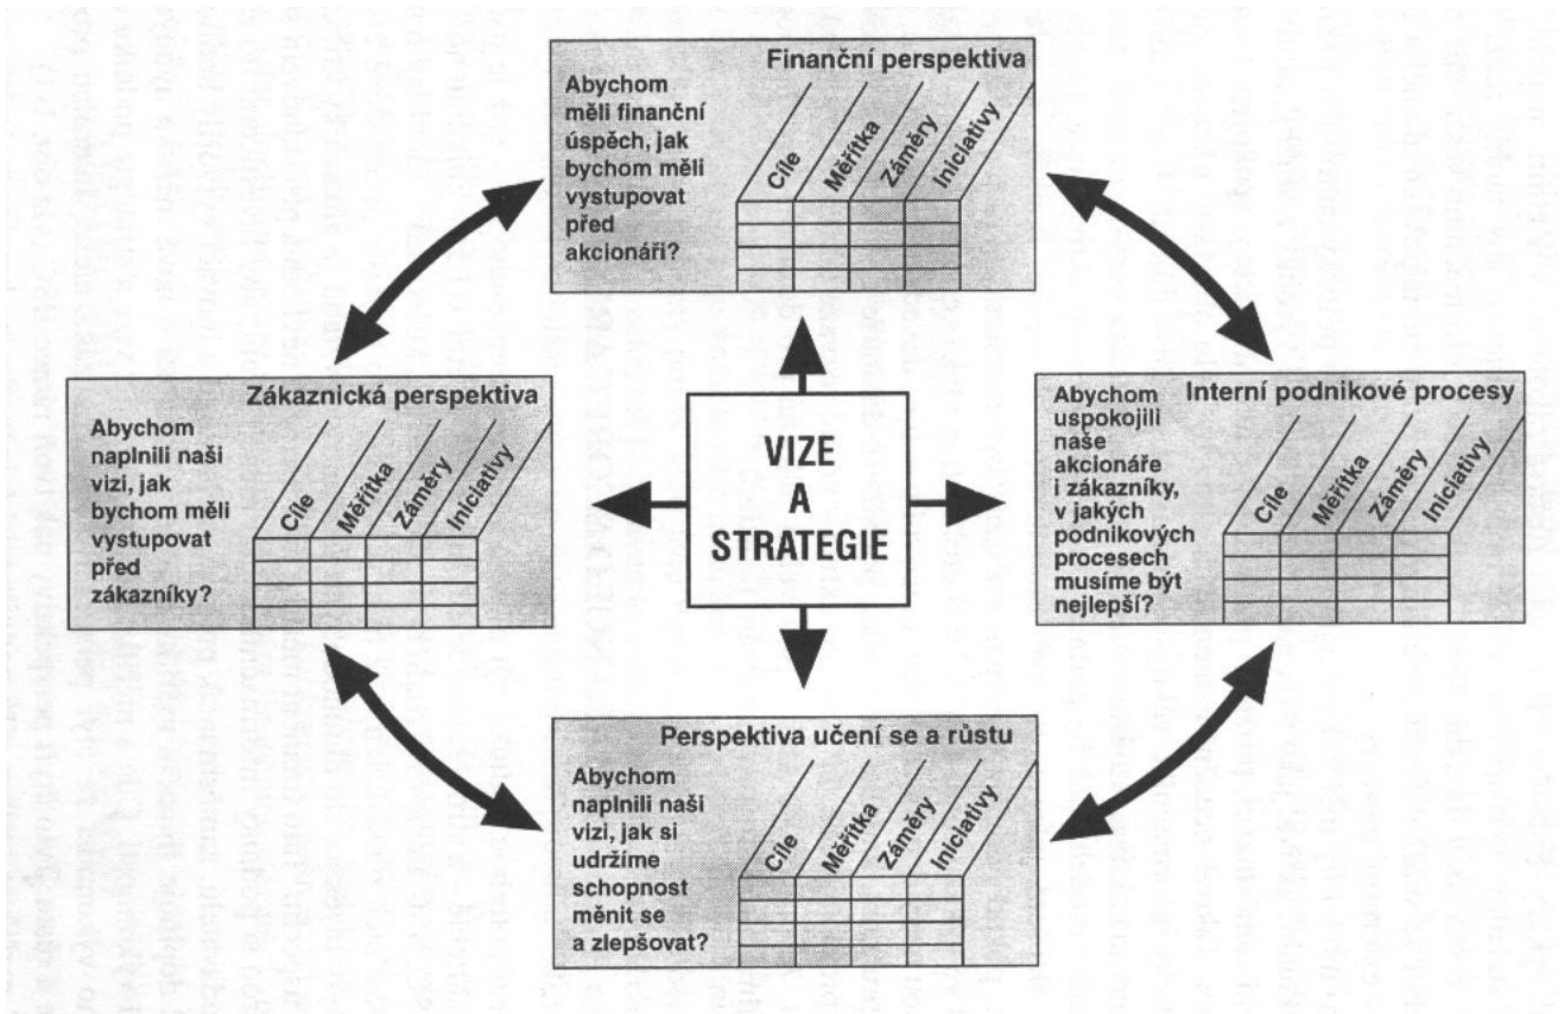 Finanční perspektiva
Abychom
měli finanční
úspěch, jak
bychom měli
vystupovat
před
akcionáři?
Cíle
Měřítka
Záměry
Iniciativy
Zákaznická perspektiva
Abychom
naplnili naši
vizi, jak
bychom měli
vystupovat
před
zákazníky?
Cíle
Měřítka
Záměry
Iniciativy
VIZE
A
STRATEGIE
Interní podnikové procesy
Abychom
uspokojili
naše
akcionáře
i zákazníky,
v jakých
podnikových
procesech
musíme být
nejlepší?
Cíle
Měřítka
Záměry
Iniciativy
Perspektiva učení se a růstu
Abychom
naplnili naši
vizi, jak si
udržíme
schopnost
měnit se
a zlepšovat?
Cíle
Měřítka
Záměry
Iniciativy